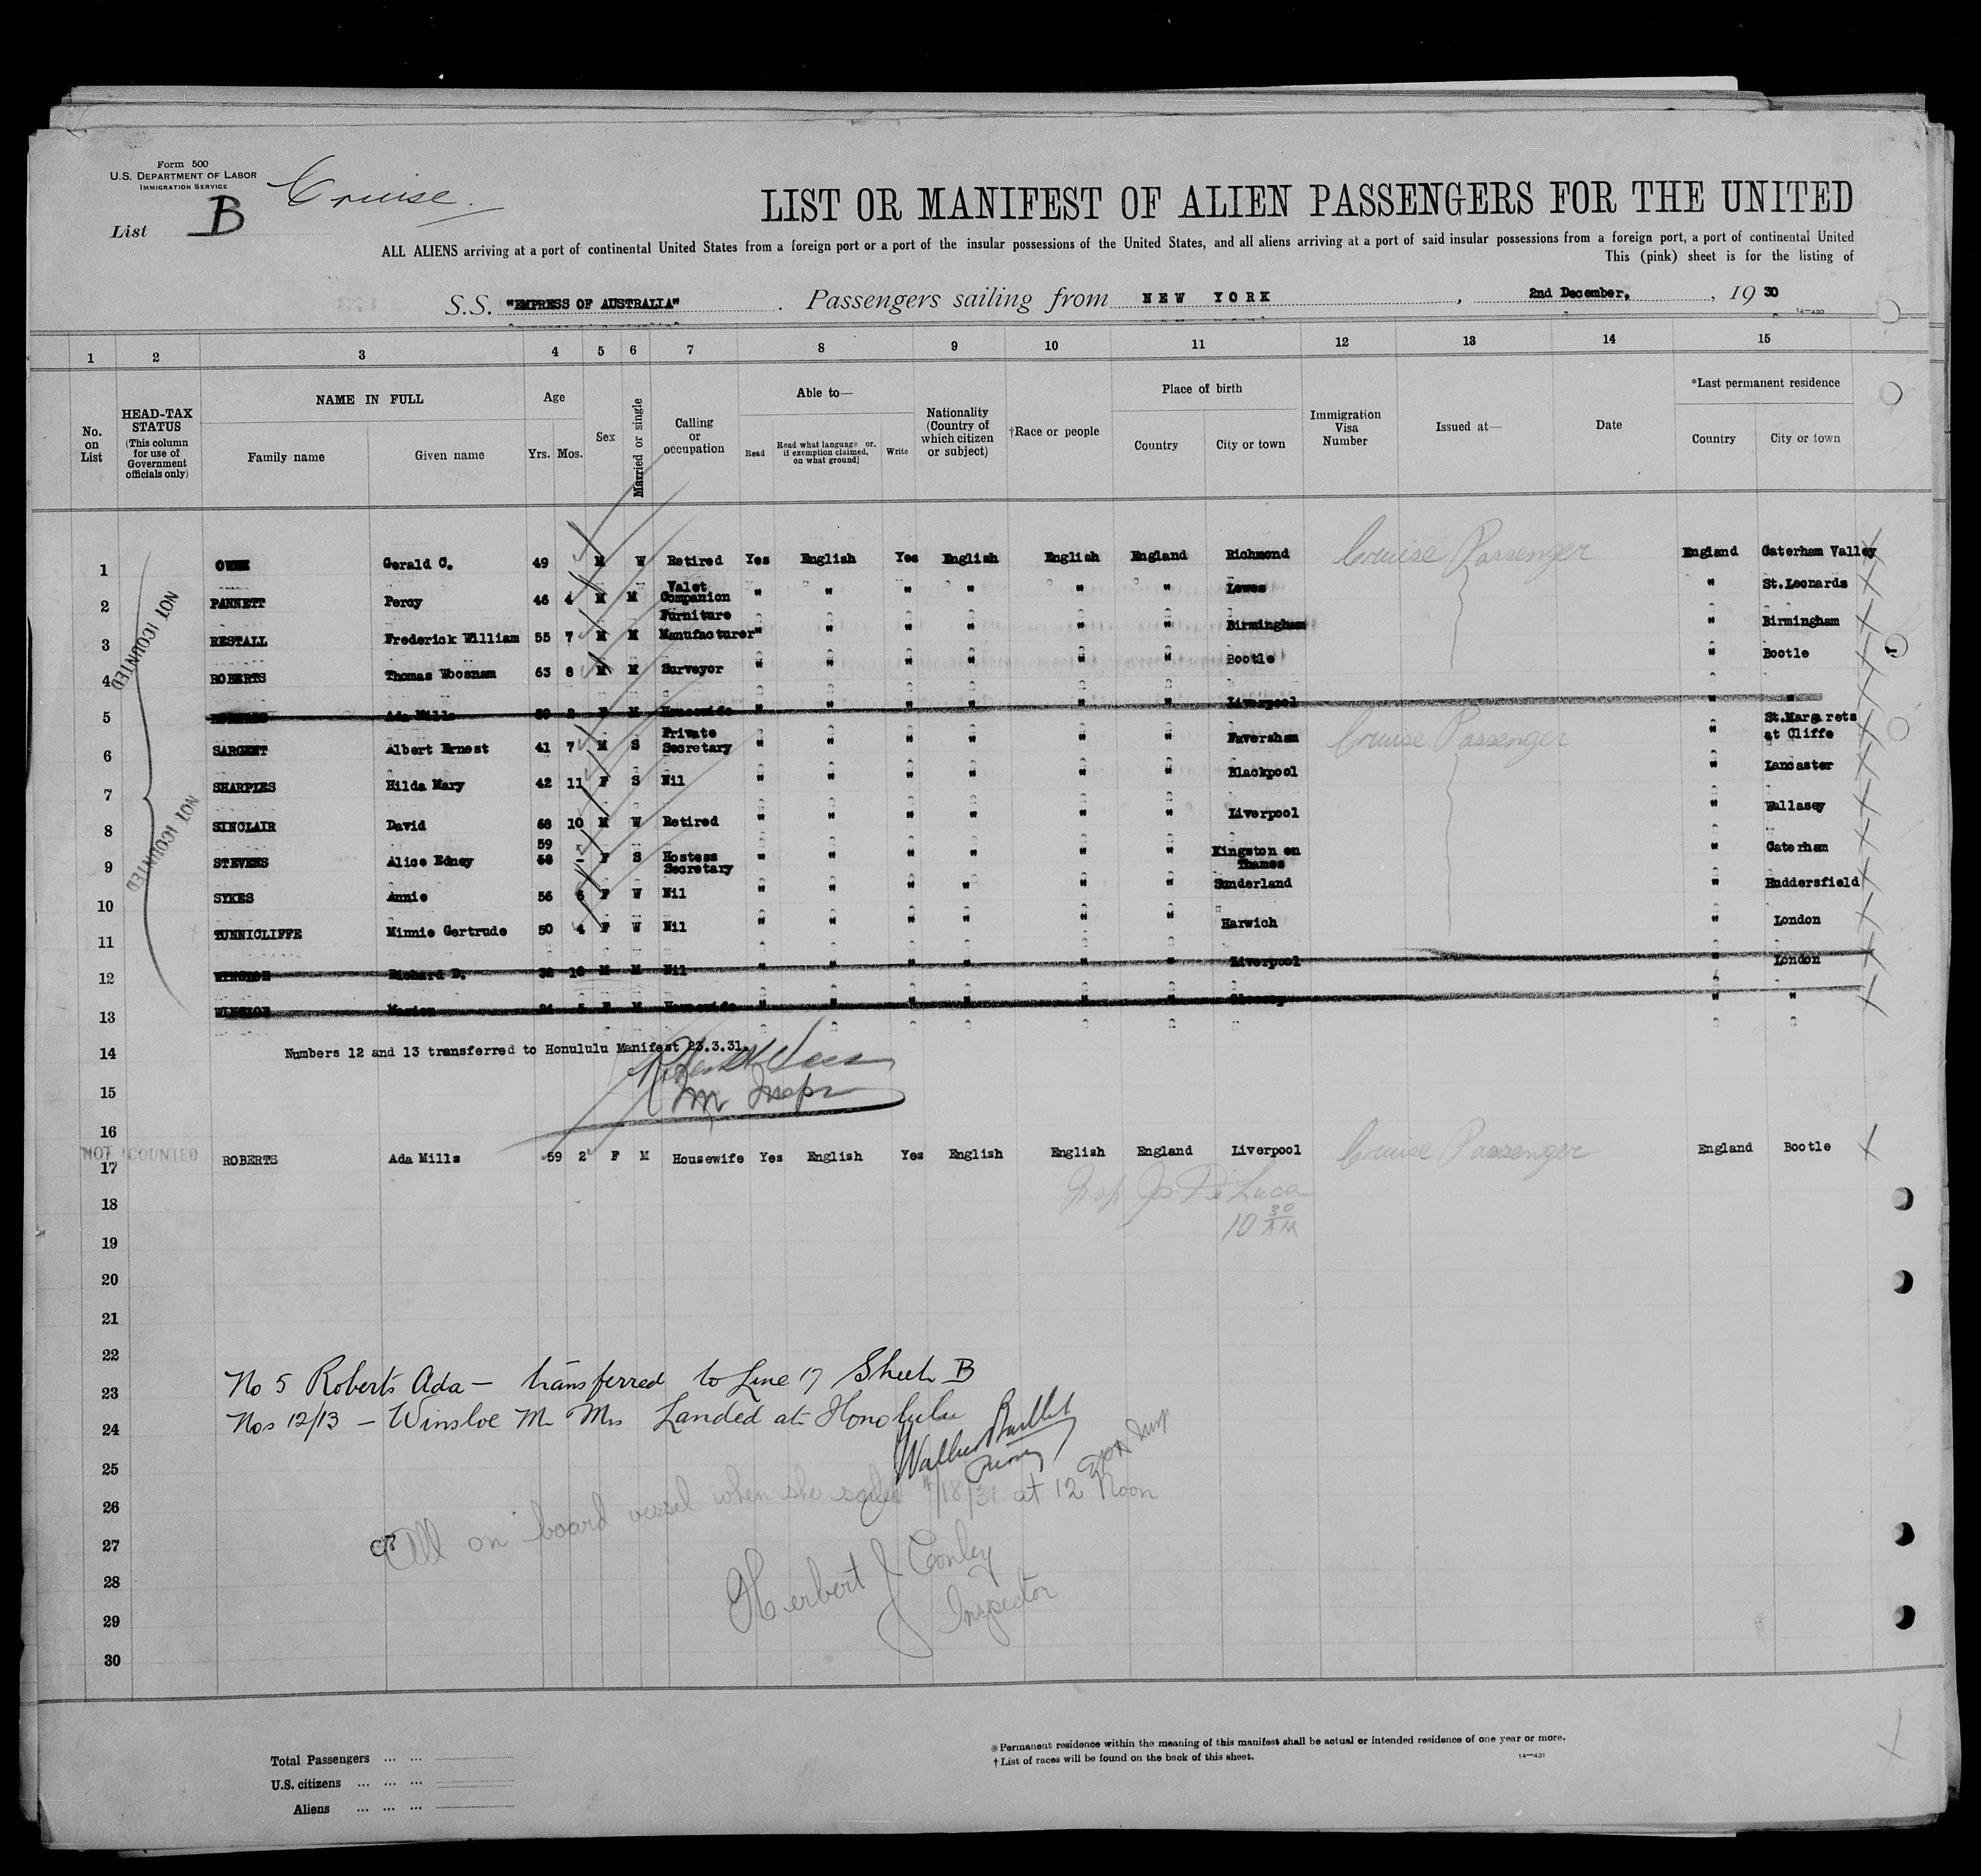 Form 500
U.S. DEPARTMENT OF LABOR
IMMIGRATION SERVICE
Cruise.
List B
LIST OR MANIFEST OF ALIEN PASSENGERS FOR THE UNITED
ALL ALIENS arriving at a port of continental United States from a foreign port or a port of the insular possessions of the United States, and all aliens arriving at a port of said insular possessions from a foreign port, a port of continental United
This (pink) sheet is for the listing of
S.S. "EMPRESS OF AUSTRALIA". Passengers sailing from NEW YORK, 2nd December, , 19 30
14—430
1 2 3 4 5 6 7 8 9 10 11 12 13 14 15
No. on List
HEAD-TAX STATUS (This column for use of Government officials only)
NAME IN FULL
Family name
Given name
Age
Yrs. Mos.
Sex
Married or single
Calling or occupation
Able to—
Read
Read what language [or, if exemption claimed, on what ground]
Write
Nationality (Country of which citizen or subject)
†Race or people
Place of birth
Country
City or town
Immigration Visa Number
Issued at—
Date
*Last permanent residence
Country
City or town
1 Gerald C. 49 M W Retired Yes English Yes English English England Richmond Cruise Passenger England Caterham Valley
2 PANNETT Percy 46 4 M M Valet Companion " " " " " " Lewes " St.Leonards
3 RESTALL Frederick William 55 7 M M Furniture Manufacturer " " " " " " Birmingham " Birmingham
4 ROBERTS Thomas Woosnam 63 8 M M Surveyor " " " " " " Bootle " Bootle
5 ROBERTS Ada Mills 59 2 F M Housewife " " " " " " Liverpool " "
6 SARGENT Albert Ernest 41 7 M S Private Secretary " " " " " " Faversham Cruise Passenger " St.Margarets at Cliffe
7 SHARPLES Hilda Mary 42 11 F S Nil " " " " " " Blackpool " Lancaster
8 SINCLAIR David 68 10 M W Retired " " " " " " Liverpool " Wallasey
9 STEVENS Alice Edney 59 58 - F S Hostess Secretary " " " " " " Kingston on Thames " Caterham
10 SYKES Annie 56 6 F W Nil " " " " " " Sunderland " Huddersfield
11 TUNNICLIFFE Minnie Gertrude 50 4 F W Nil " " " " " " Harwich " London
12 Richard D. 10 M M Nil " " " " " " Liverpool " London
13 Marion F M Housewife " " " " " " " "
NOT COUNTED
NOT COUNTED
14 Numbers 12 and 13 transferred to Honululu Manifest 23.3.31.
15
Im Inspr
16
NOT COUNTED
17 ROBERTS Ada Mills 59 2 F M Housewife Yes English Yes English English England Liverpool Cruise Passenger England Bootle
Insp Jos De Luca
18
10 30 AM
19
20
21
22
23 No 5 Roberts Ada — transferred to Line 17 Sheet B
24 Nos 12/13 — Winsloe Mr Mrs Landed at Honolulu
25
26 All on board vessel when she sailed 4/18/31 at 12 Noon
27
28 Herbert J Conley
29 Inspector
30
Total Passengers ... ...
U.S. citizens ... ... ...
Aliens ... ... ...
*Permanent residence within the meaning of this manifest shall be actual or intended residence of one year or more.
†List of races will be found on the back of this sheet.
14—431